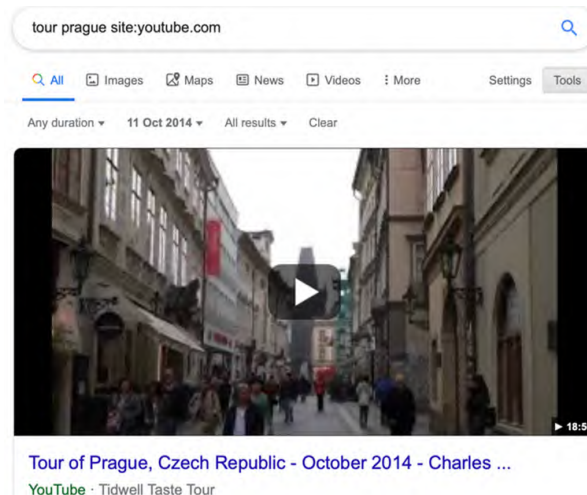 tour prague site:youtube.com
All Images Maps News Videos More Settings Tools
Any duration 11 Oct 2014 All results Clear
18:5
Tour of Prague, Czech Republic - October 2014 - Charles ...
YouTube · Tidwell Taste Tour